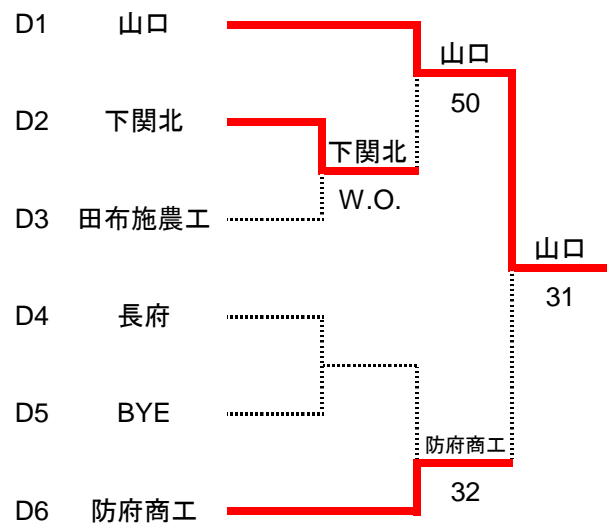 D1 山口
山口
50
D2 下関北
下関北
W.O.
D3 田布施農工
山口
31
D4 長府
D5 BYE
防府商工
32
D6 防府商工